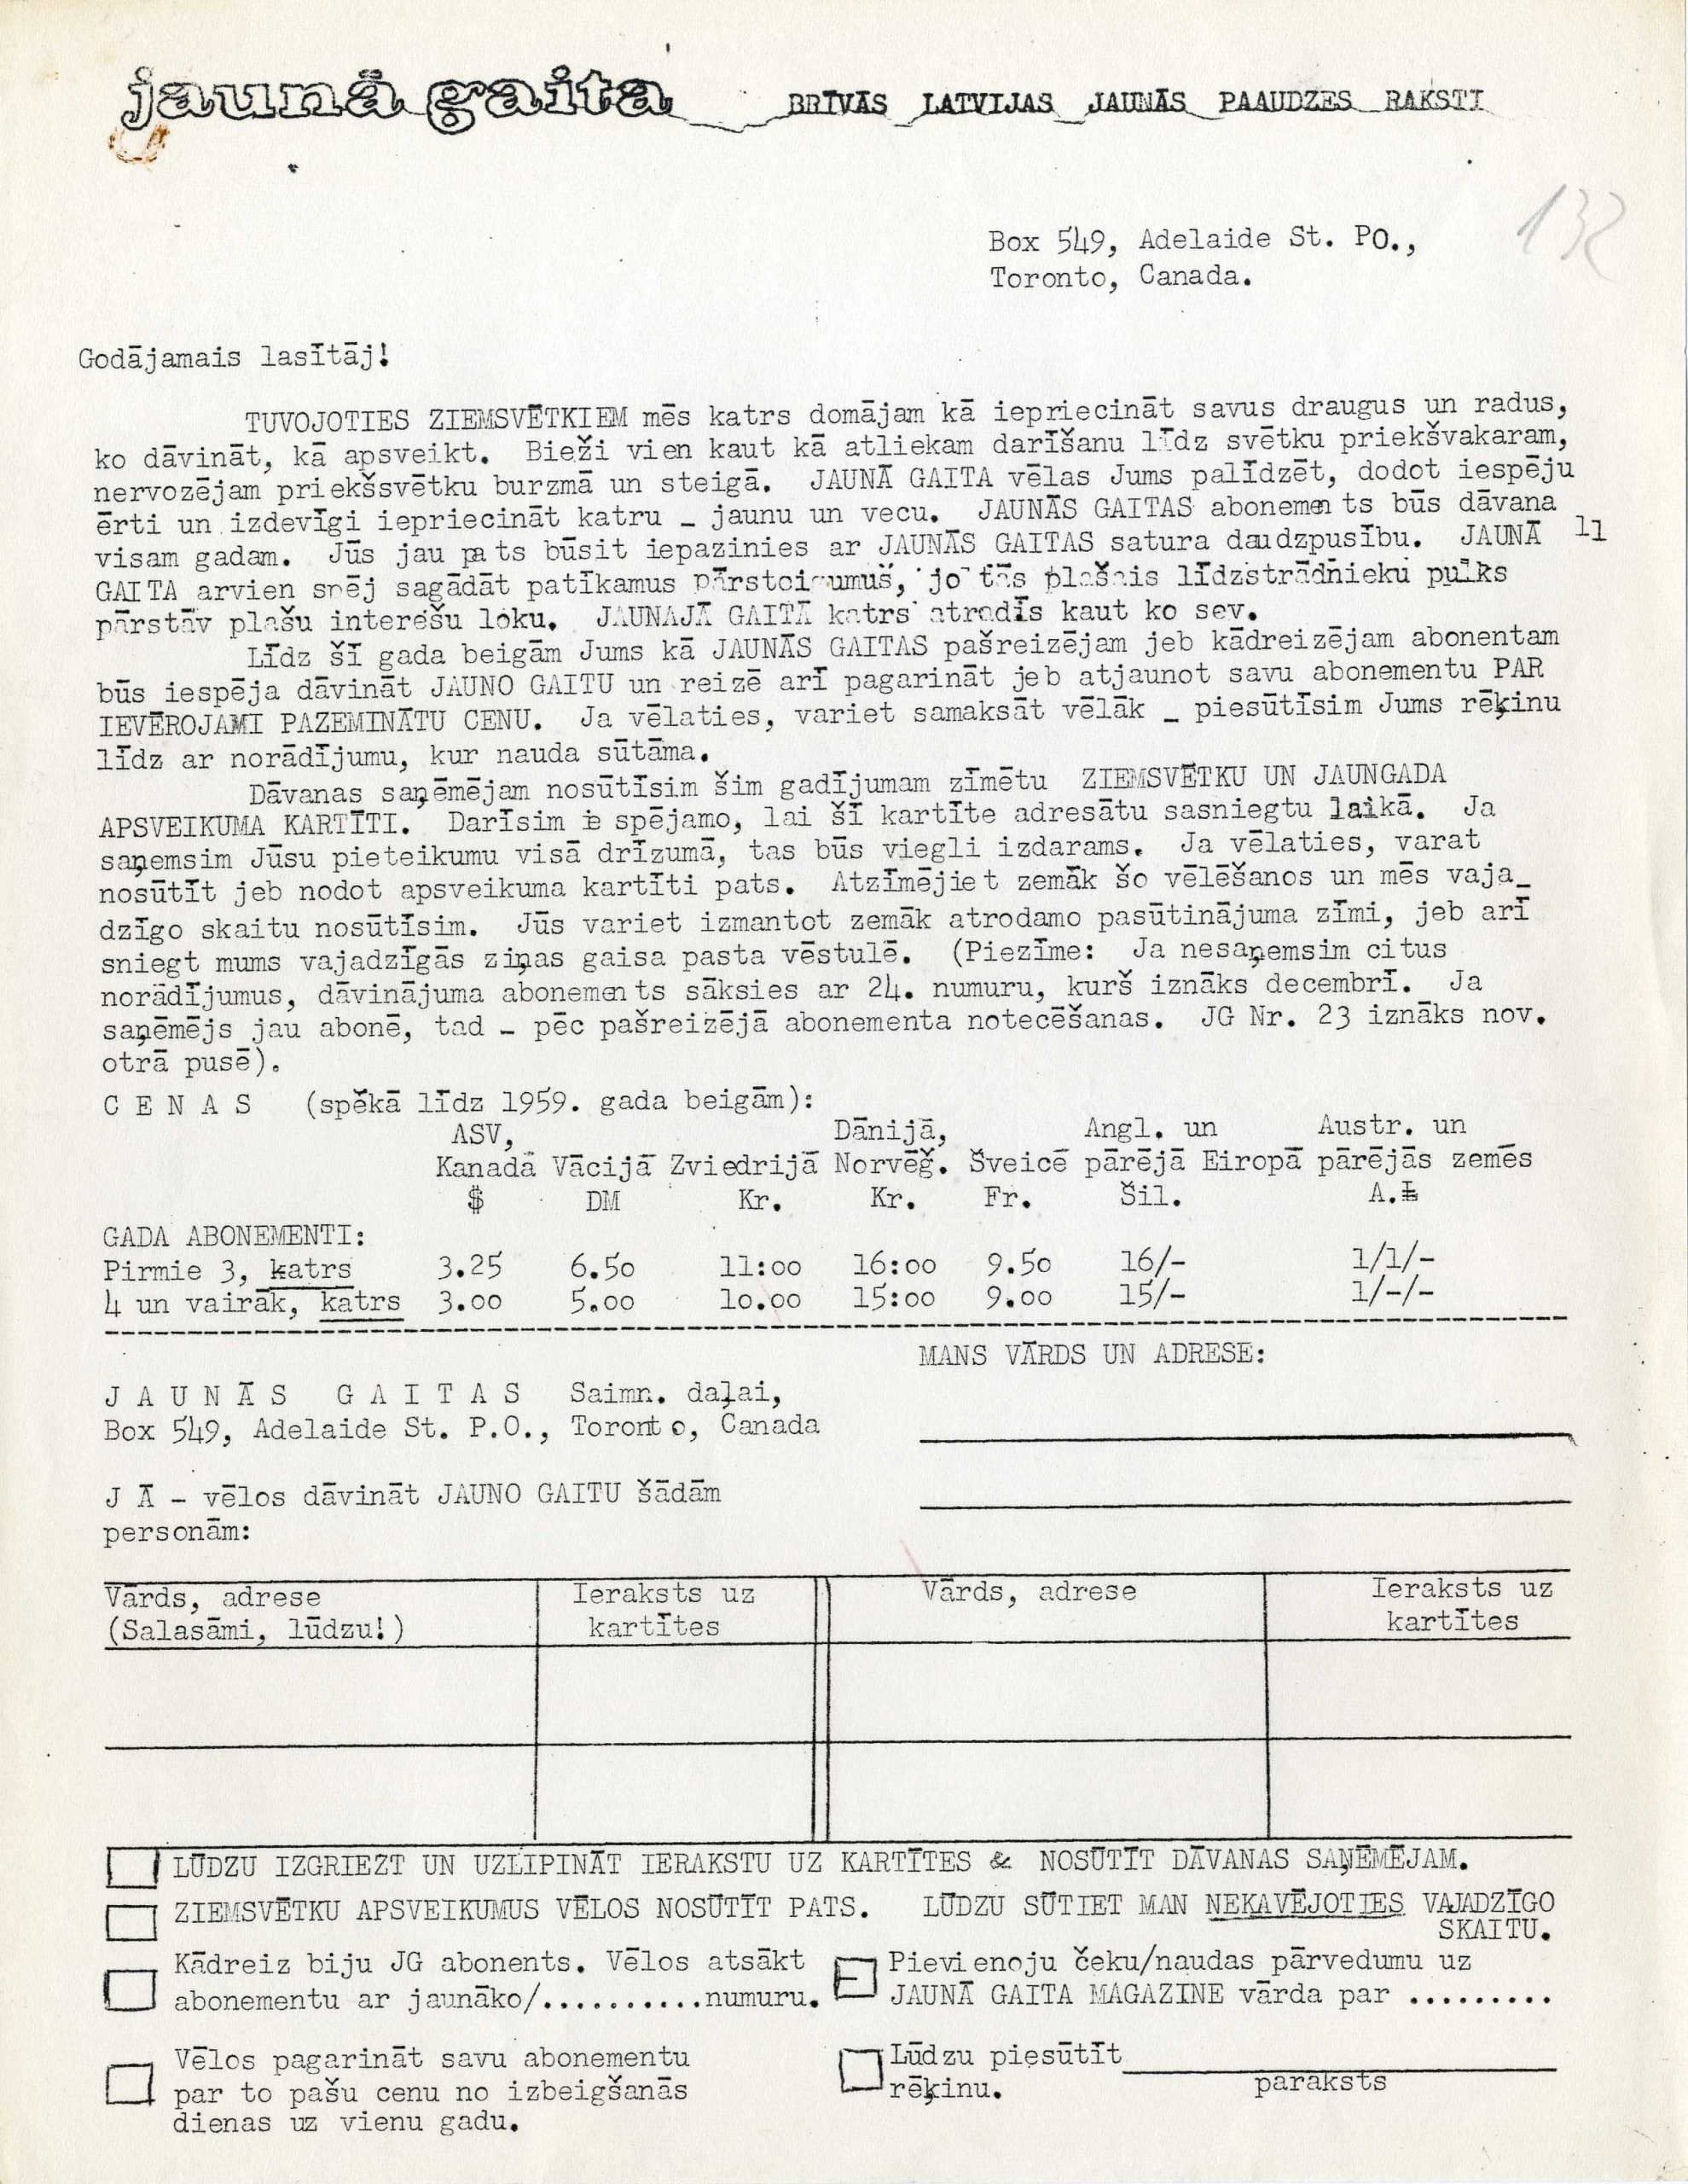 jaunā gaita BRĪVĀS LATVIJAS JAUNĀS PAAUDZES RAKSTI
132
Box 549, Adelaide St. PO.,
Toronto, Canada.
Godājamais lasītāj!
TUVOJOTIES ZIEMSVĒTKIEM mēs katrs domājam kā iepriecināt savus draugus un radus,
ko dāvināt, kā apsveikt. Bieži vien kaut kā atliekam darīšanu līdz svētku priekšvakaram,
nervozējam priekšsvētku burzmā un steigā. JAUNĀ GAITA vēlas Jums palīdzēt, dodot iespēju
ērti un izdevīgi iepriecināt katru _ jaunu un vecu. JAUNĀS GAITAS abonements būs dāvana
visam gadam. Jūs jau pats būsit iepazinies ar JAUNĀS GAITAS satura daudzpusību. JAUNĀ ll
GAITA arvien spēj sagādāt patīkamus pārsteigumus, jo tās plašais līdzstrādnieku pulks
pārstāv plašu interešu loku. JAUNAJĀ GAITĀ katrs atradīs kaut ko sev.
Līdz šī gada beigām Jums kā JAUNĀS GAITAS pašreizējam jeb kādreizējam abonentam
būs iespēja dāvināt JAUNO GAITU un reizē arī pagarināt jeb atjaunot savu abonementu PAR
IEVĒROJAMI PAZEMINĀTU CENU. Ja vēlaties, variet samaksāt vēlāk _ piesūtīsim Jums rēķinu
līdz ar norādījumu, kur nauda sūtāma.
Dāvanas saņēmējam nosūtīsim šim gadījumam zīmētu ZIEMSVĒTKU UN JAUNGADA
APSVEIKUMA KARTĪTI. Darīsim ie spējamo, lai šī kartīte adresātu sasniegtu laikā. Ja
saņemsim Jūsu pieteikumu visā drīzumā, tas būs viegli izdarams. Ja vēlaties, varat
nosūtīt jeb nodot apsveikuma kartīti pats. Atzīmējiet zemāk šo vēlēšanos un mēs vaja_
dzīgo skaitu nosūtīsim. Jūs variet izmantot zemāk atrodamo pasūtinājuma zīmi, jeb arī
sniegt mums vajadzīgās ziņas gaisa pasta vēstulē. (Piezīme: Ja nesaņemsim citus
norādījumus, dāvinājuma abonements sāksies ar 24. numuru, kurš iznāks decembrī. Ja
saņēmējs jau abonē, tad _ pēc pašreizējā abonementa notecēšanas. JG Nr. 23 iznāks nov.
otrā pusē).
C E N A S (spēkā līdz 1959. gada beigām):
ASV, Dānijā, Angl. un Austr. un
Kanadā Vācijā Zviedrijā Norvēģ. Šveicē pārējā Eiropā pārējās zemēs
$ DM Kr. Kr. Fr. Šil. A.£
GADA ABONEMENTI:
Pirmie 3, katrs 3.25 6.50 11:00 16:00 9.50 16/- 1/1/-
4 un vairāk, katrs 3.00 5.00 10.00 15:00 9.00 15/- 1/-/-
MANS VĀRDS UN ADRESE:
J A U N Ā S G A I T A S Saimn. daļai,
Box 549, Adelaide St. P.O., Toronto, Canada
J Ā - vēlos dāvināt JAUNO GAITU šādām
personām:
Vārds, adrese Ieraksts uz Vārds, adrese Ieraksts uz
(Salasāmi, lūdzu!) kartītes kartītes
LŪDZU IZGRIEZT UN UZLĪPINĀT IERAKSTU UZ KARTĪTES & NOSŪTĪT DĀVANAS SAŅĒMĒJAM.
ZIEMSVĒTKU APSVEIKUMUS VĒLOS NOSŪTĪT PATS. LŪDZU SŪTIET MAN NEKAVĒJOTIES VAJADZĪGO
SKAITU.
Kādreiz biju JG abonents. Vēlos atsākt Pievienoju čeku/naudas pārvedumu uz
abonementu ar jaunāko/..........numuru. JAUNĀ GAITA MAGAZINE vārda par .........
Vēlos pagarināt savu abonementu Lūdzu piesūtīt
par to pašu cenu no izbeigšanās rēķinu. paraksts
dienas uz vienu gadu.